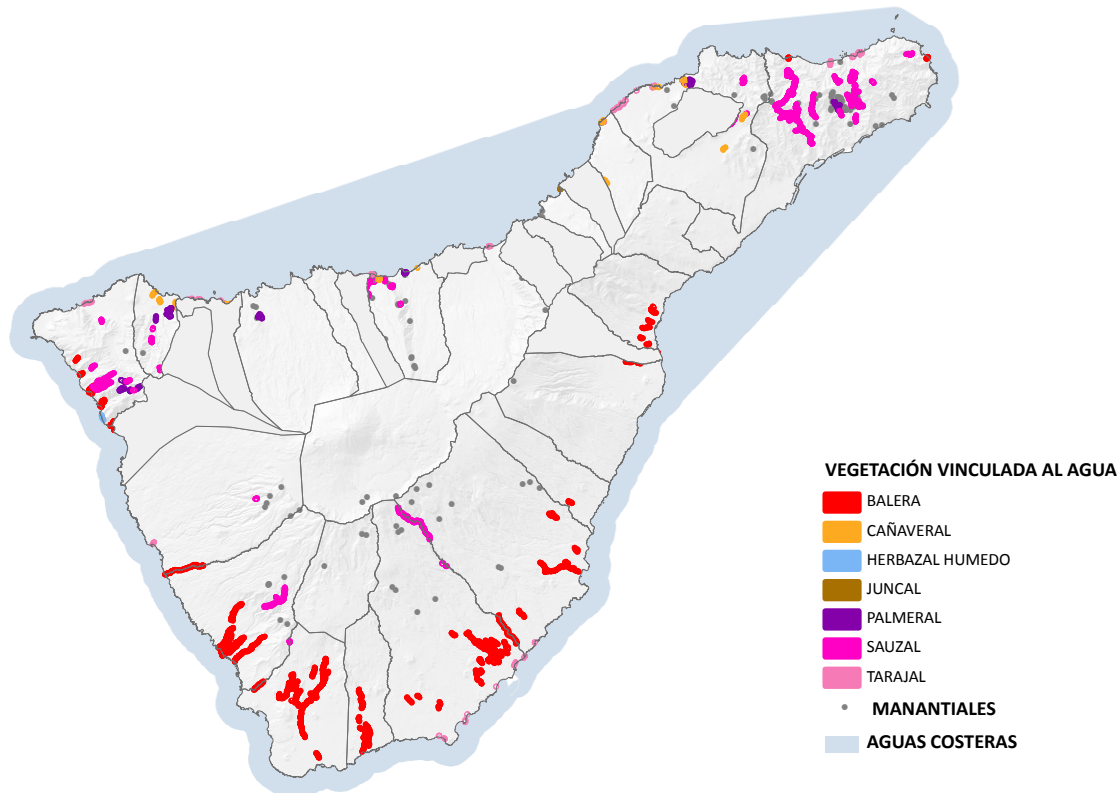 VEGETACIÓN VINCULADA AL AGUA
BALERA
CAÑAVERAL
HERBAZAL HUMEDO
JUNCAL
PALMERAL
SAUZAL
TARAJAL
MANANTIALES
AGUAS COSTERAS